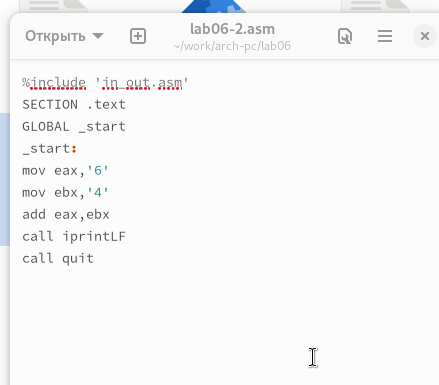 Открыть
lab06-2.asm
~/work/arch-pc/lab06
%include 'in_out.asm'
SECTION .text
GLOBAL _start
_start:
mov eax,'6'
mov ebx,'4'
add eax,ebx
call iprintLF
call quit